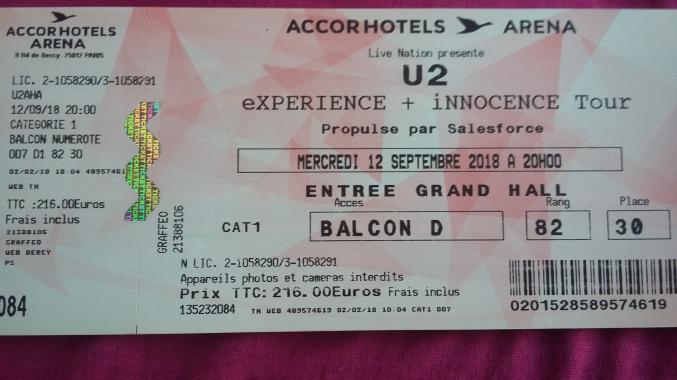 ACCORHOTELS
ARENA
8 Bd de Bercy-75012 PARIS
LIC. 2-1058290/3-1058291
U2AHA
12/09/18 20:00
CATEGORIE 1
BALCON NUMEROTE
007 D1 82 30
02/02/18 10:04 48957461
WEB TH
TTC :216.00Euros
Frais inclus
21388106
GRAFFEO
WEB BERCY
PS
084
GRAFFEO
21388106
ACCORHOTELS ARENA
Live Nation presente
U2
eXPERIENCE + iNNOCENCE Tour
Propulse par Salesforce
MERCREDI 12 SEPTEMBRE 2018 A 20H00
ENTREE GRAND HALL
Acces Rang Place
CAT1 BALCON D 82 30
N LIC. 2-1058290/3-1058291
Appareils photos et cameras interdits
Prix TTC: 216.00Euros Frais inclus
135232084 TH WEB 489574619 02/02/18 10:04 CAT1 007
0201528589574619